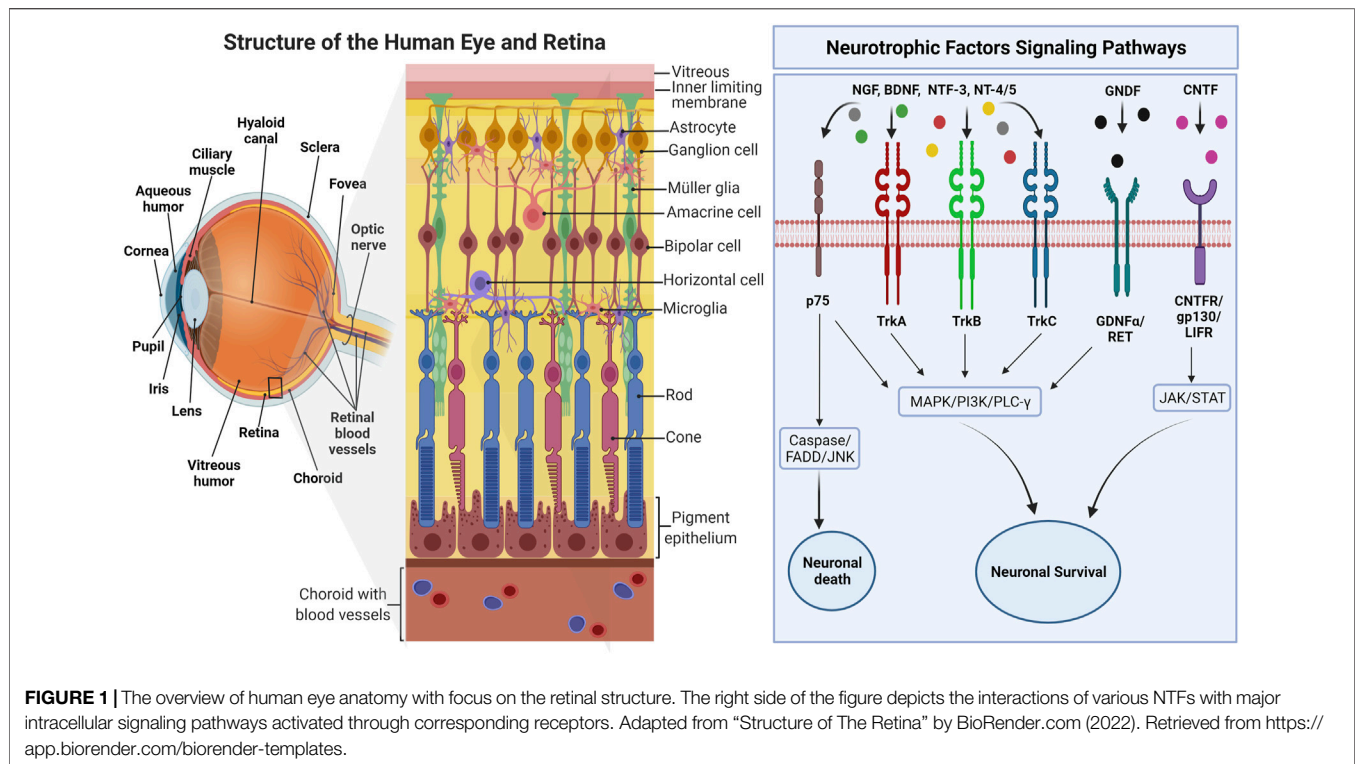 Structure of the Human Eye and Retina
Hyaloid
canal
Ciliary
muscle
Sclera
Aqueous
humor
Fovea
Optic
nerve
Cornea
Pupil
Iris
Lens
Retina
Retinal
blood
vessels
Vitreous
humor
Choroid
Vitreous
Inner limiting
membrane
Astrocyte
Ganglion cell
Müller glia
Amacrine cell
Bipolar cell
Horizontal cell
Microglia
Rod
Cone
Pigment
epithelium
Choroid with
blood vessels
Neurotrophic Factors Signaling Pathways
NGF, BDNF, NTF-3, NT-4/5
GNDF
CNTF
p75
TrkA
TrkB
TrkC
GDNFα/
RET
CNTFR/
gp130/
LIFR
MAPK/PI3K/PLC-γ
JAK/STAT
Caspase/
FADD/JNK
Neuronal
death
Neuronal Survival
FIGURE 1 | The overview of human eye anatomy with focus on the retinal structure. The right side of the figure depicts the interactions of various NTFs with major
intracellular signaling pathways activated through corresponding receptors. Adapted from “Structure of The Retina” by BioRender.com (2022). Retrieved from https://
app.biorender.com/biorender-templates.